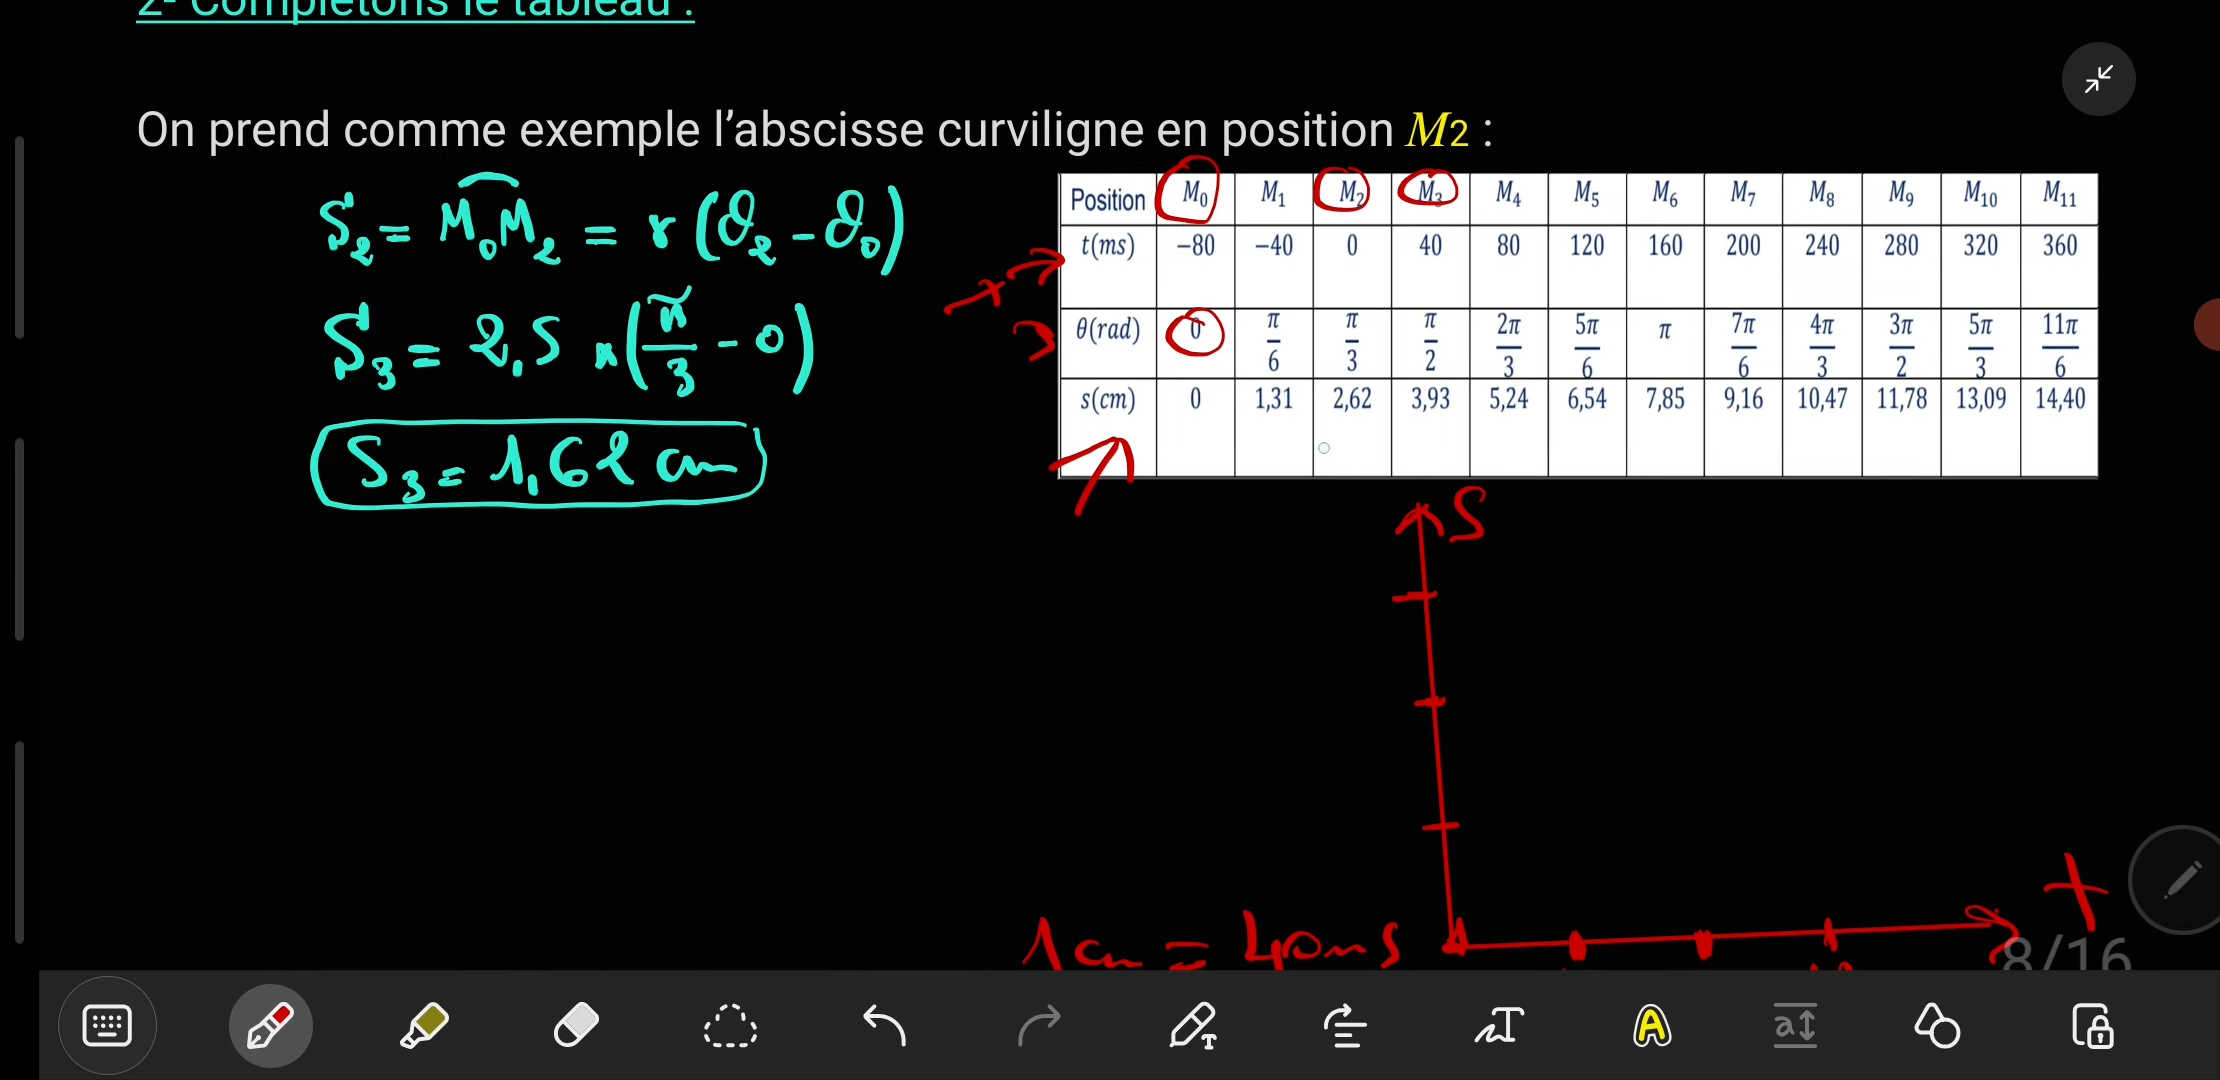 2- Complétons le tableau :
On prend comme exemple l’abscisse curviligne en position M2 :
S2 = M0M2 = r (θ2 - θ0)
S3 = 2,5 × (π/3 - 0)
S3 = 1,62 cm
Position M0 M1 M2 M3 M4 M5 M6 M7 M8 M9 M10 M11
t(ms) −80 −40 0 40 80 120 160 200 240 280 320 360
θ(rad) 0 π/6 π/3 π/2 2π/3 5π/6 π 7π/6 4π/3 3π/2 5π/3 11π/6
s(cm) 0 1,31 2,62 3,93 5,24 6,54 7,85 9,16 10,47 11,78 13,09 14,40
S
t
1 cm = 40ms
8/16